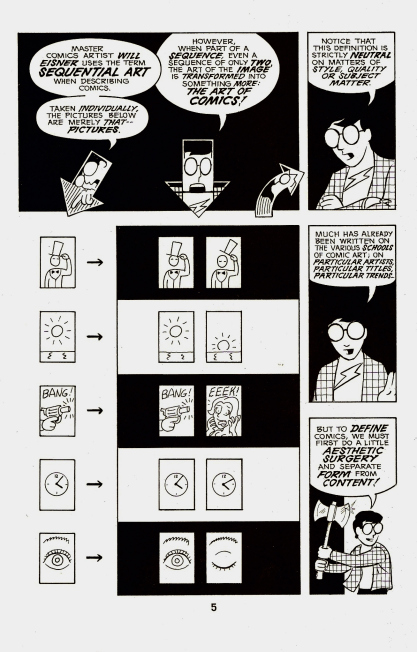 MASTER
COMICS ARTIST WILL
EISNER USES THE TERM
SEQUENTIAL ART
WHEN DESCRIBING
COMICS.
TAKEN INDIVIDUALLY,
THE PICTURES BELOW
ARE MERELY THAT--
PICTURES.
HOWEVER,
WHEN PART OF A
SEQUENCE, EVEN A
SEQUENCE OF ONLY TWO,
THE ART OF THE IMAGE
IS TRANSFORMED INTO
SOMETHING MORE:
THE ART OF
COMICS!
NOTICE THAT
THIS DEFINITION IS
STRICTLY NEUTRAL
ON MATTERS OF
STYLE, QUALITY
OR SUBJECT
MATTER.
BANG!
BANG!
EEEK!
MUCH HAS ALREADY
BEEN WRITTEN ON
THE VARIOUS SCHOOLS
OF COMIC ART; ON
PARTICULAR ARTISTS,
PARTICULAR TITLES,
PARTICULAR TRENDS.
BUT TO DEFINE
COMICS, WE MUST
FIRST DO A LITTLE
AESTHETIC
SURGERY
AND SEPARATE
FORM FROM
CONTENT!
5